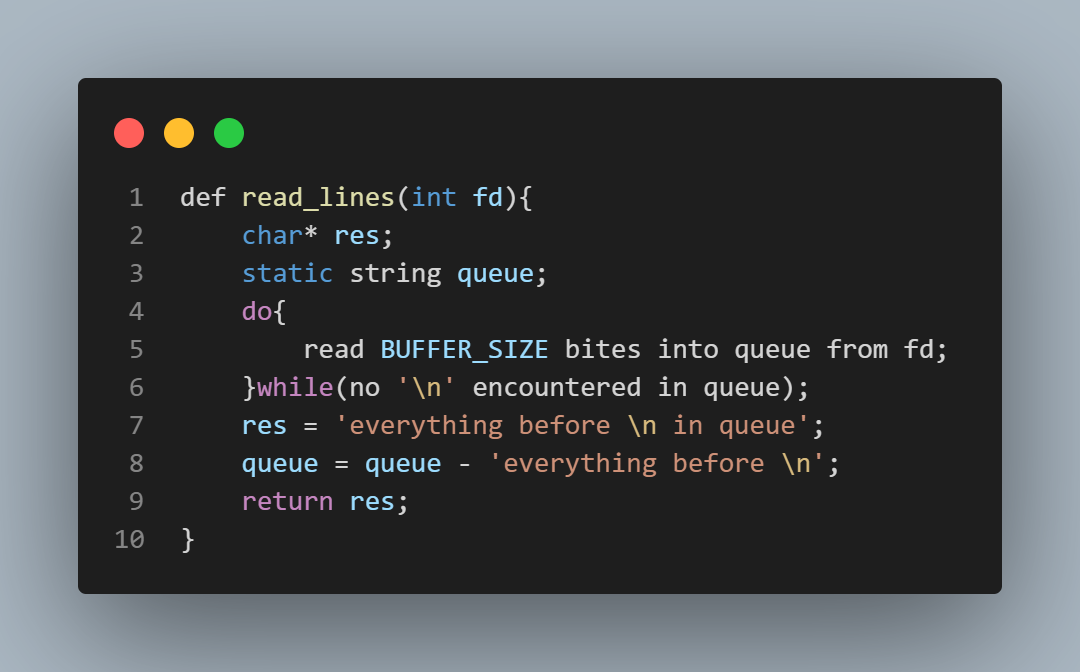 1 def read_lines(int fd){
2     char* res;
3     static string queue;
4     do{
5         read BUFFER_SIZE bites into queue from fd;
6     }while(no '\n' encountered in queue);
7     res = 'everything before \n in queue';
8     queue = queue - 'everything before \n';
9     return res;
10 }